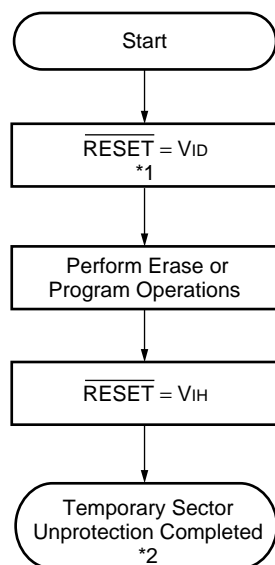 Start
RESET = VID
*1
Perform Erase or
Program Operations
RESET = VIH
Temporary Sector
Unprotection Completed
*2